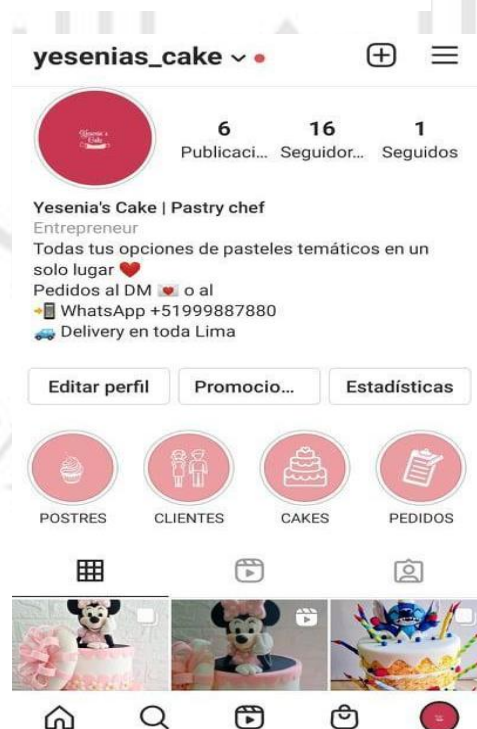 yesenias_cake
6 16 1
Publicaci... Seguidor... Seguidos
Yesenia's Cake | Pastry chef
Entrepreneur
Todas tus opciones de pasteles temáticos en un
solo lugar ❤️
Pedidos al DM 💌 o al
📲 WhatsApp +51999887880
🚙 Delivery en toda Lima
Editar perfil Promocio... Estadísticas
POSTRES CLIENTES CAKES PEDIDOS